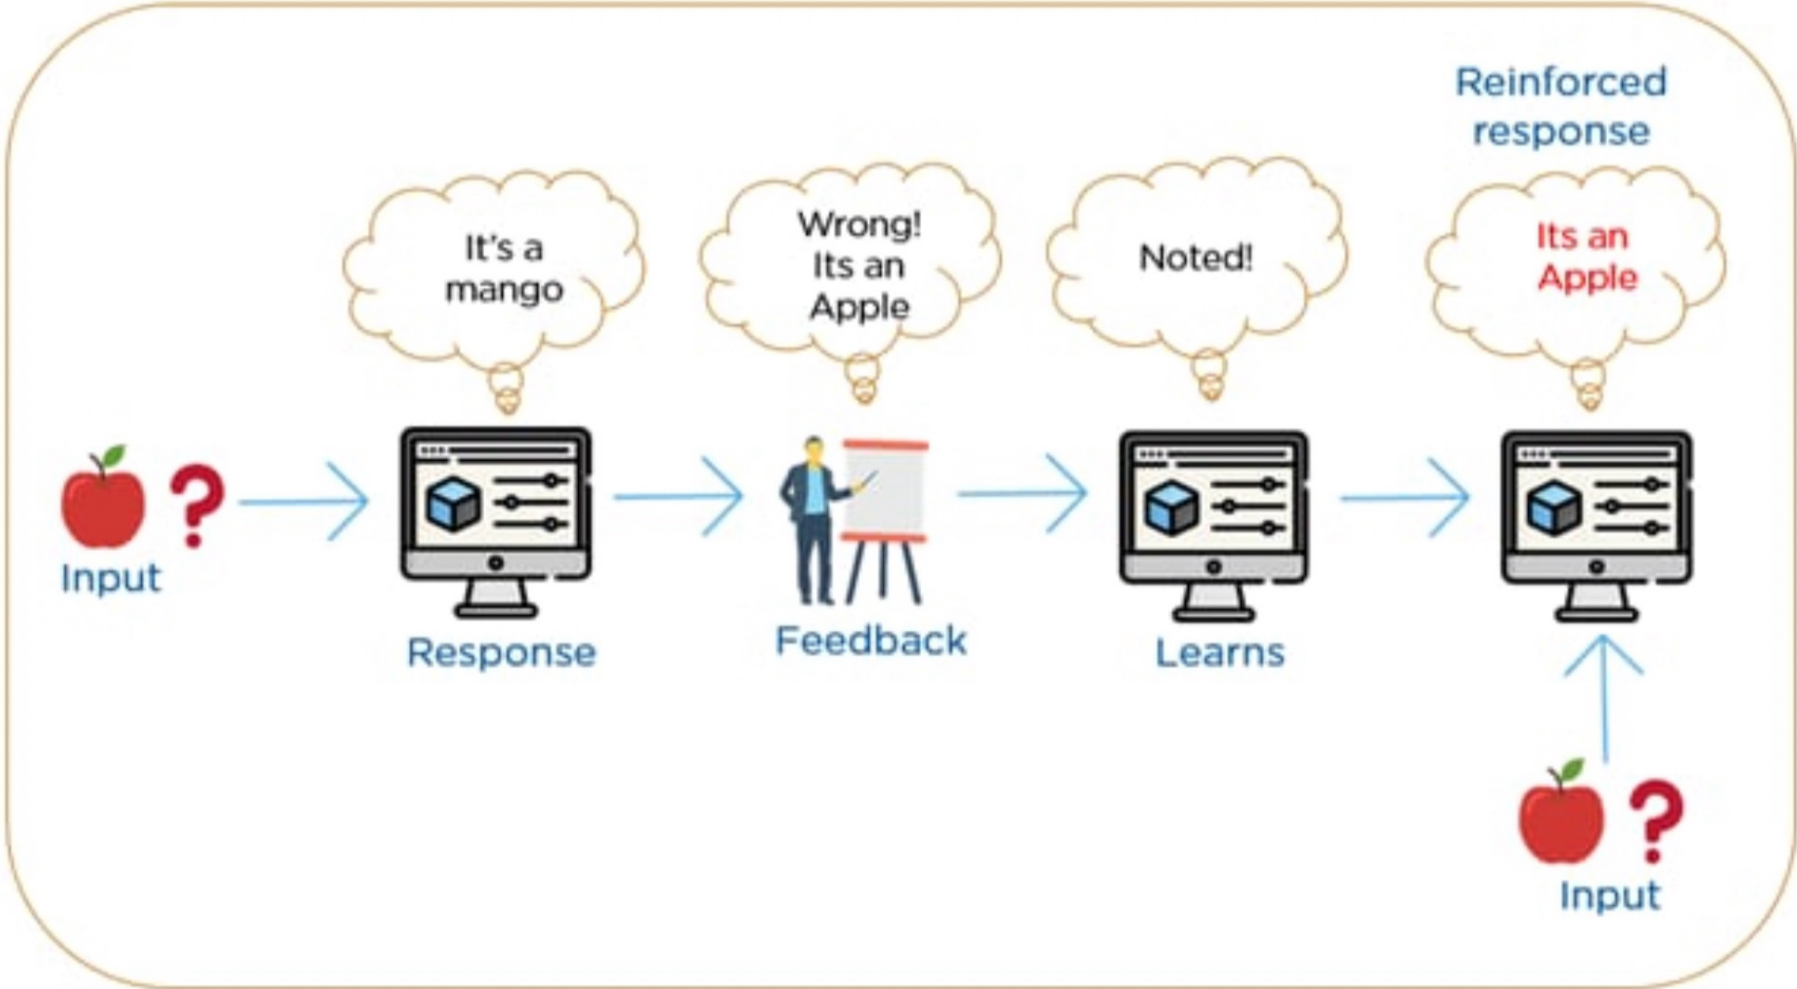 Reinforced
response
It's a
mango
Wrong!
Its an
Apple
Noted!
Its an
Apple
?
Input
Response
Feedback
Learns
?
Input